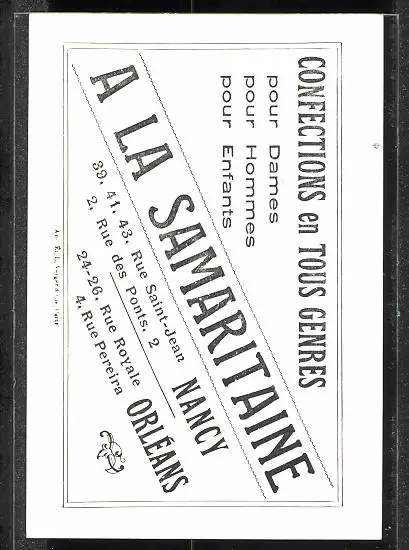 CONFECTIONS en TOUS GENRES
pour Dames
pour Hommes
pour Enfants
A LA SAMARITAINE
39, 41, 43, Rue Saint-Jean
2, Rue des Ponts, 2
NANCY
24-26, Rue Royale
4, Rue Pereira
ORLÉANS